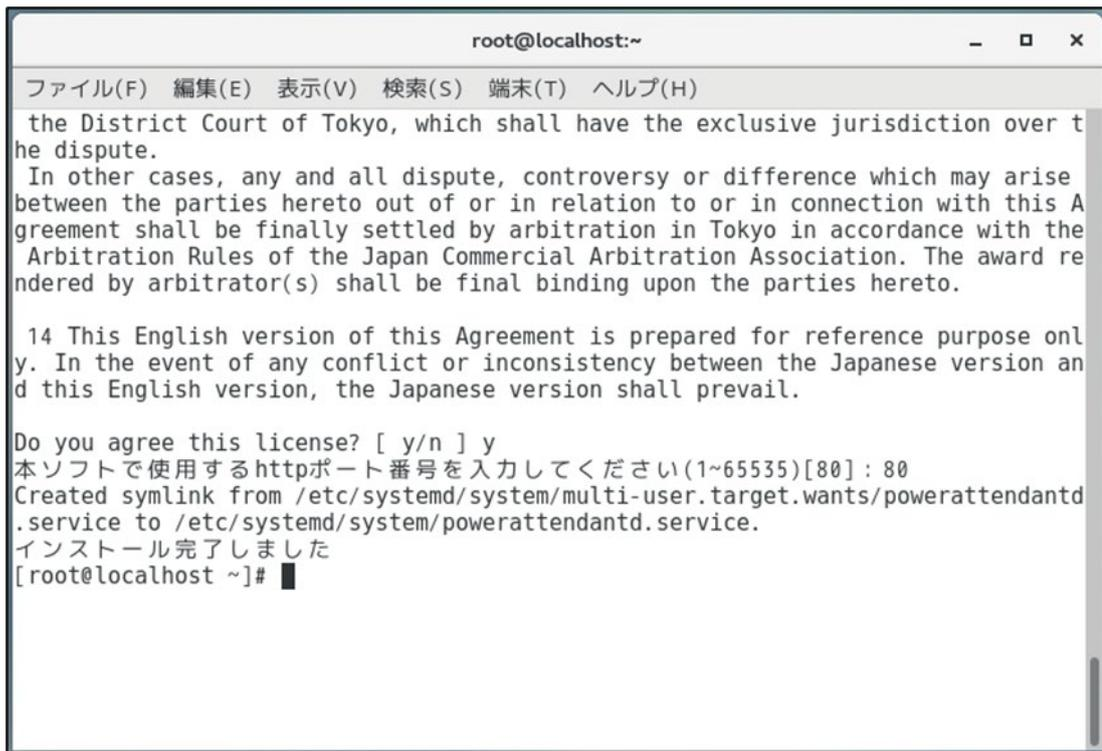 root@localhost:~
ファイル(F) 編集(E) 表示(V) 検索(S) 端末(T) ヘルプ(H)
the District Court of Tokyo, which shall have the exclusive jurisdiction over t
he dispute.
In other cases, any and all dispute, controversy or difference which may arise
between the parties hereto out of or in relation to or in connection with this A
greement shall be finally settled by arbitration in Tokyo in accordance with the
Arbitration Rules of the Japan Commercial Arbitration Association. The award re
ndered by arbitrator(s) shall be final binding upon the parties hereto.
14 This English version of this Agreement is prepared for reference purpose onl
y. In the event of any conflict or inconsistency between the Japanese version an
d this English version, the Japanese version shall prevail.
Do you agree this license? [ y/n ] y
本ソフトで使用するhttpポート番号を入力してください(1~65535)[80]：80
Created symlink from /etc/systemd/system/multi-user.target.wants/powerattendantd
.service to /etc/systemd/system/powerattendantd.service.
インストール完了しました
[root@localhost ~]#